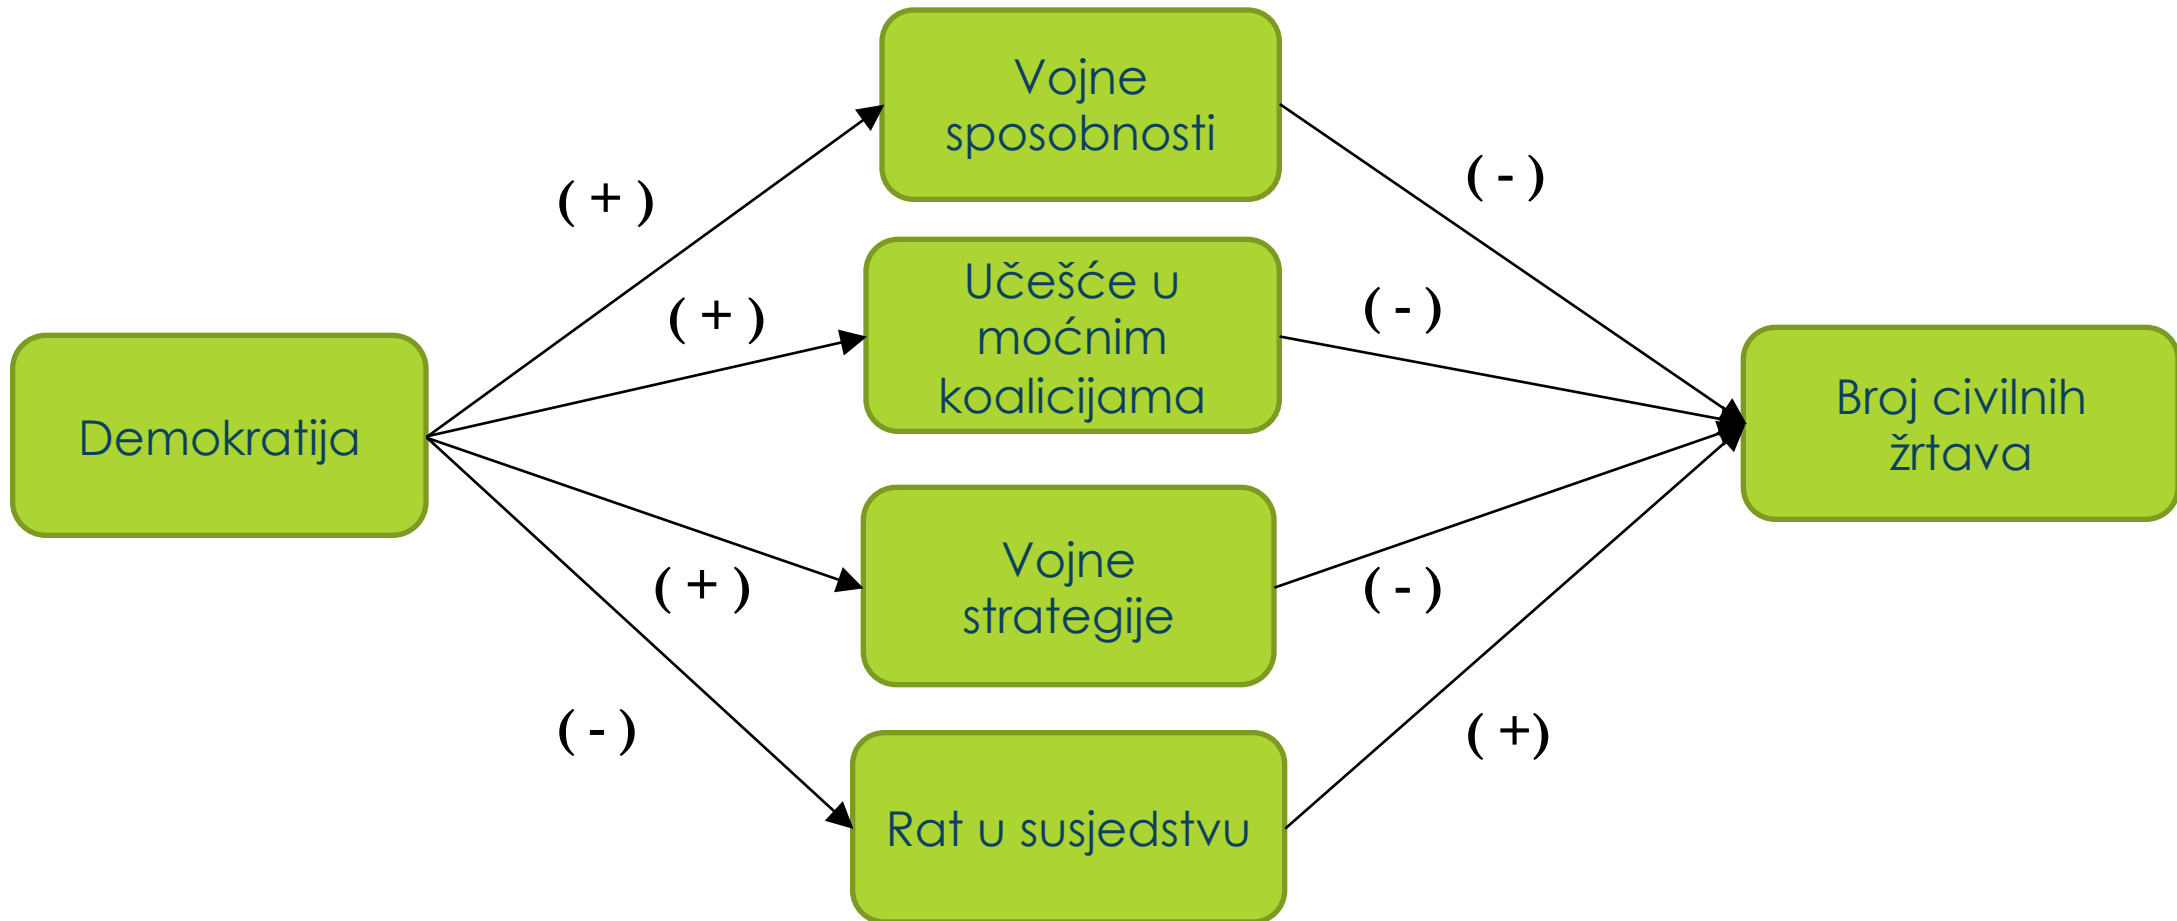 Vojne
sposobnosti
( + )
( - )
Učešće u
moćnim
koalicijama
( + )
( - )
Demokratija
Broj civilnih
žrtava
Vojne
strategije
( + )
( - )
Rat u susjedstvu
( - )
( +)